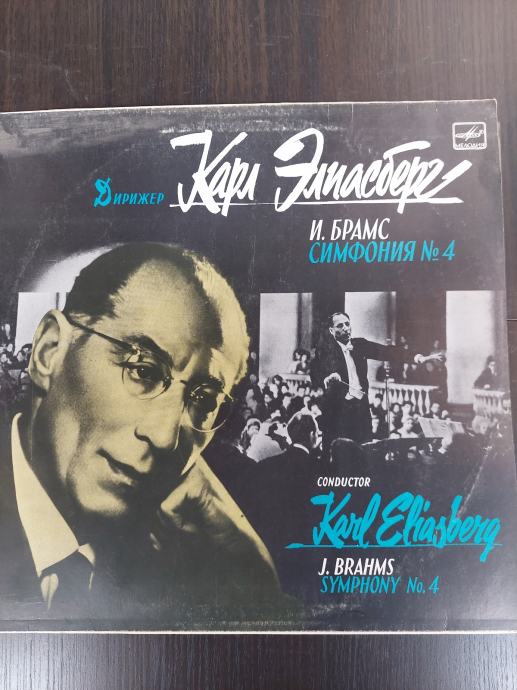 МЕЛОДИЯ
Дирижер Карл Элиасберг
И. БРАМС
СИМФОНИЯ № 4
CONDUCTOR
Karl Eliasberg
J. BRAHMS
SYMPHONY No. 4